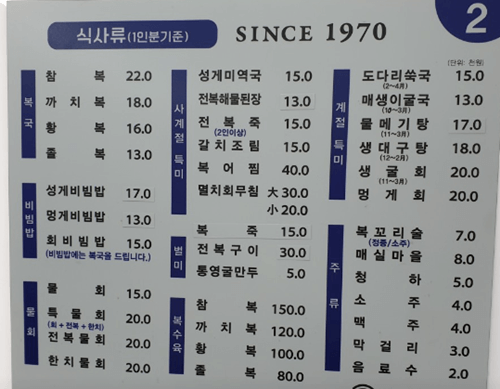 식사류(1인분기준)
SINCE 1970
2
(단위: 천원)
복국
참 복 22.0
까 치 복 18.0
황 복 16.0
졸 복 13.0
비빔밥
성게비빔밥 17.0
멍게비빔밥 13.0
회비빔밥 15.0
(비빔밥에는 복국을 드립니다.)
물회
물 회 15.0
특 물 회 20.0
(회+전복+한치)
전복물회 20.0
한치물회 20.0
사계절 특미
성게미역국 15.0
전복해물된장 13.0
전 복 죽 15.0
(2인이상)
갈치조림 15.0
복 어 찜 40.0
멸치회무침 大 30.0
小 20.0
별미
복 죽 15.0
전복구이 30.0
통영굴만두 5.0
복수육
참 복 150.0
까 치 복 120.0
황 복 100.0
졸 복 80.0
계절특미
도다리쑥국 15.0
(2~4월)
매생이굴국 13.0
(10~3월)
물 메 기 탕 17.0
(11~3월)
생대구탕 18.0
(12~2월)
생 굴 회 20.0
(11~3월)
멍 게 회 20.0
주류
복꼬리술 7.0
(정종/소주)
매실마을 8.0
청 하 5.0
소 주 4.0
맥 주 4.0
막 걸 리 3.0
음 료 수 2.0